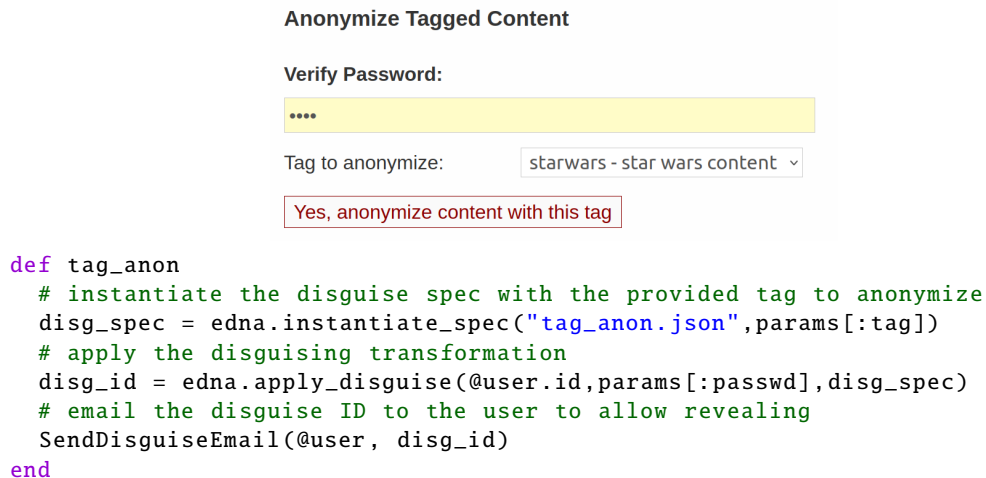 Anonymize Tagged Content
Verify Password:
••••
Tag to anonymize: starwars - star wars content
Yes, anonymize content with this tag
def tag_anon
  # instantiate the disguise spec with the provided tag to anonymize
  disg_spec = edna.instantiate_spec("tag_anon.json",params[:tag])
  # apply the disguising transformation
  disg_id = edna.apply_disguise(@user.id,params[:passwd],disg_spec)
  # email the disguise ID to the user to allow revealing
  SendDisguiseEmail(@user, disg_id)
end